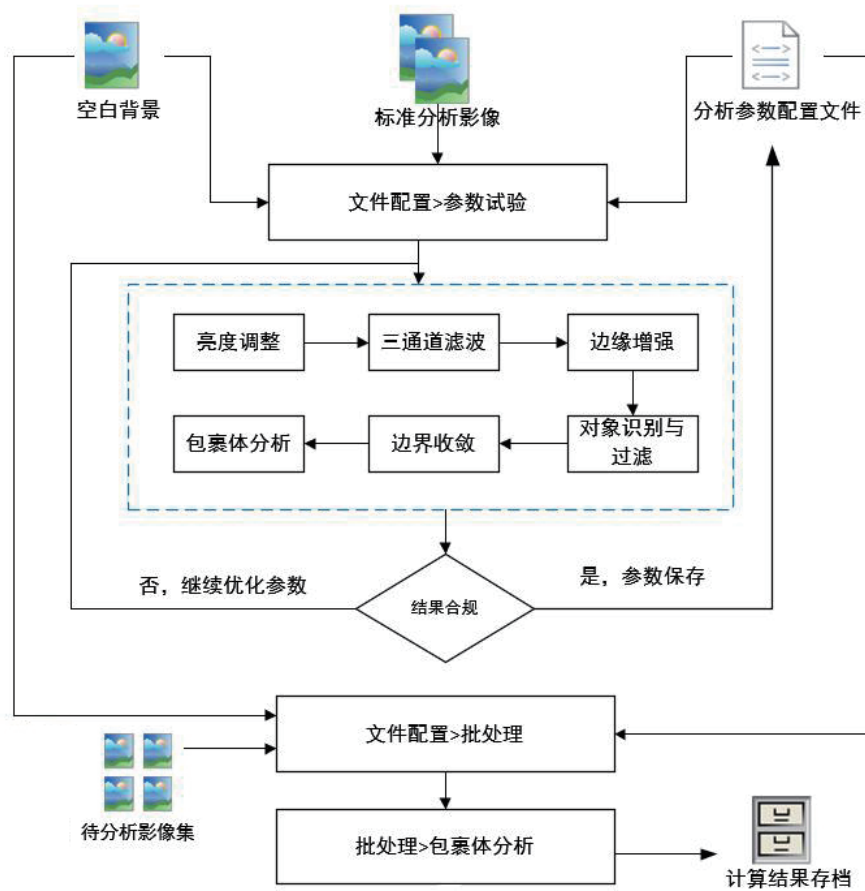 空白背景
标准分析影像
分析参数配置文件
文件配置>参数试验
亮度调整
三通道滤波
边缘增强
包裹体分析
边界收敛
对象识别与
过滤
否，继续优化参数
是，参数保存
结果合规
文件配置>批处理
待分析影像集
批处理>包裹体分析
计算结果存档